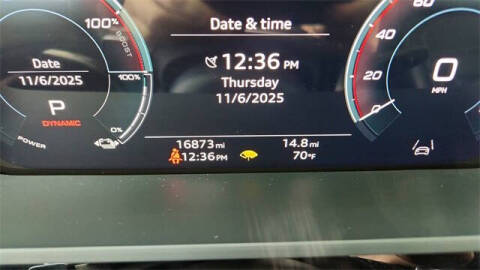 100%
BOOST
Date
11/6/2025
100%
P
DYNAMIC
0%
POWER
Date & time
12:36 PM
Thursday
11/6/2025
16873 mi
14.8 mi
12:36 PM
70°F
60
40
20
0
0
MPH